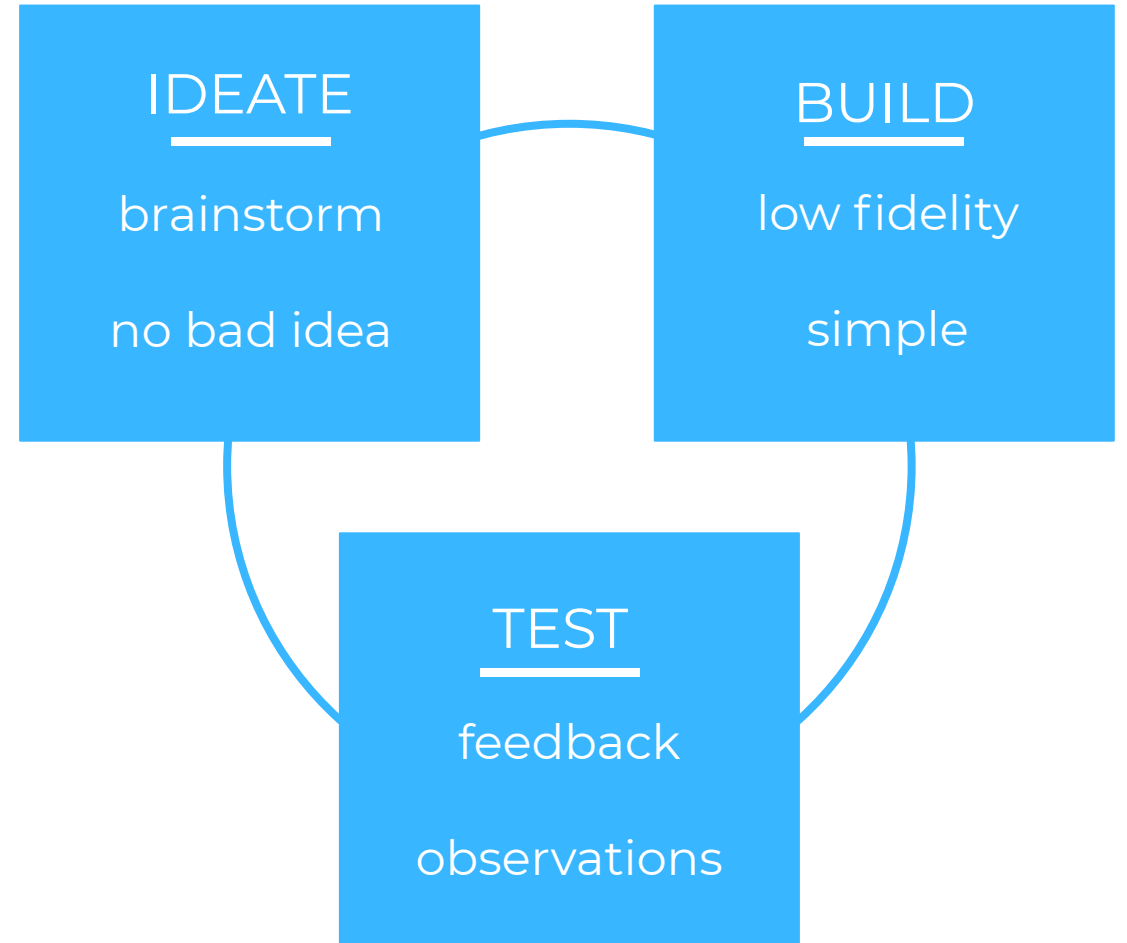 IDEATE
brainstorm
no bad idea
BUILD
low fidelity
simple
TEST
feedback
observations